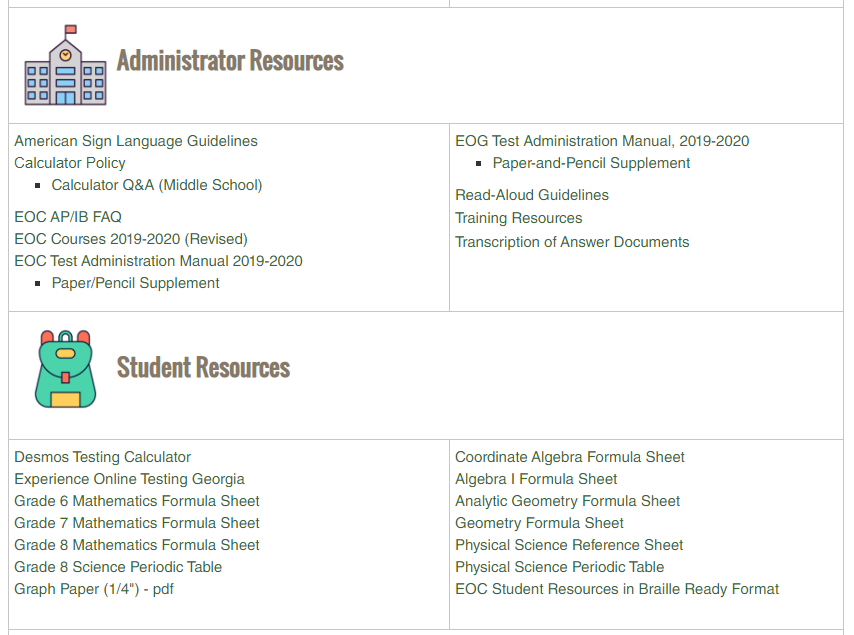 Administrator Resources
American Sign Language Guidelines
Calculator Policy
Calculator Q&A (Middle School)
EOC AP/IB FAQ
EOC Courses 2019-2020 (Revised)
EOC Test Administration Manual 2019-2020
Paper/Pencil Supplement
EOG Test Administration Manual, 2019-2020
Paper-and-Pencil Supplement
Read-Aloud Guidelines
Training Resources
Transcription of Answer Documents
Student Resources
Desmos Testing Calculator
Experience Online Testing Georgia
Grade 6 Mathematics Formula Sheet
Grade 7 Mathematics Formula Sheet
Grade 8 Mathematics Formula Sheet
Grade 8 Science Periodic Table
Graph Paper (1/4") - pdf
Coordinate Algebra Formula Sheet
Algebra I Formula Sheet
Analytic Geometry Formula Sheet
Geometry Formula Sheet
Physical Science Reference Sheet
Physical Science Periodic Table
EOC Student Resources in Braille Ready Format